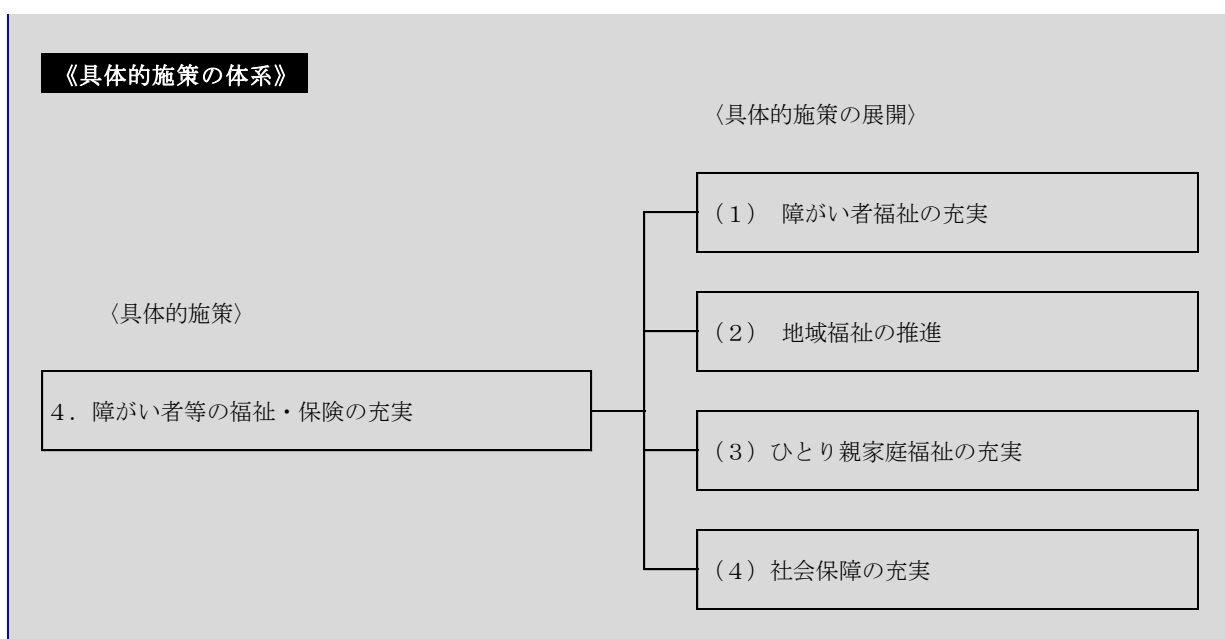 《具体的施策の体系》
〈具体的施策の展開〉
（１） 障がい者福祉の充実
〈具体的施策〉
（２） 地域福祉の推進
４．障がい者等の福祉・保険の充実
（３）ひとり親家庭福祉の充実
（４）社会保障の充実